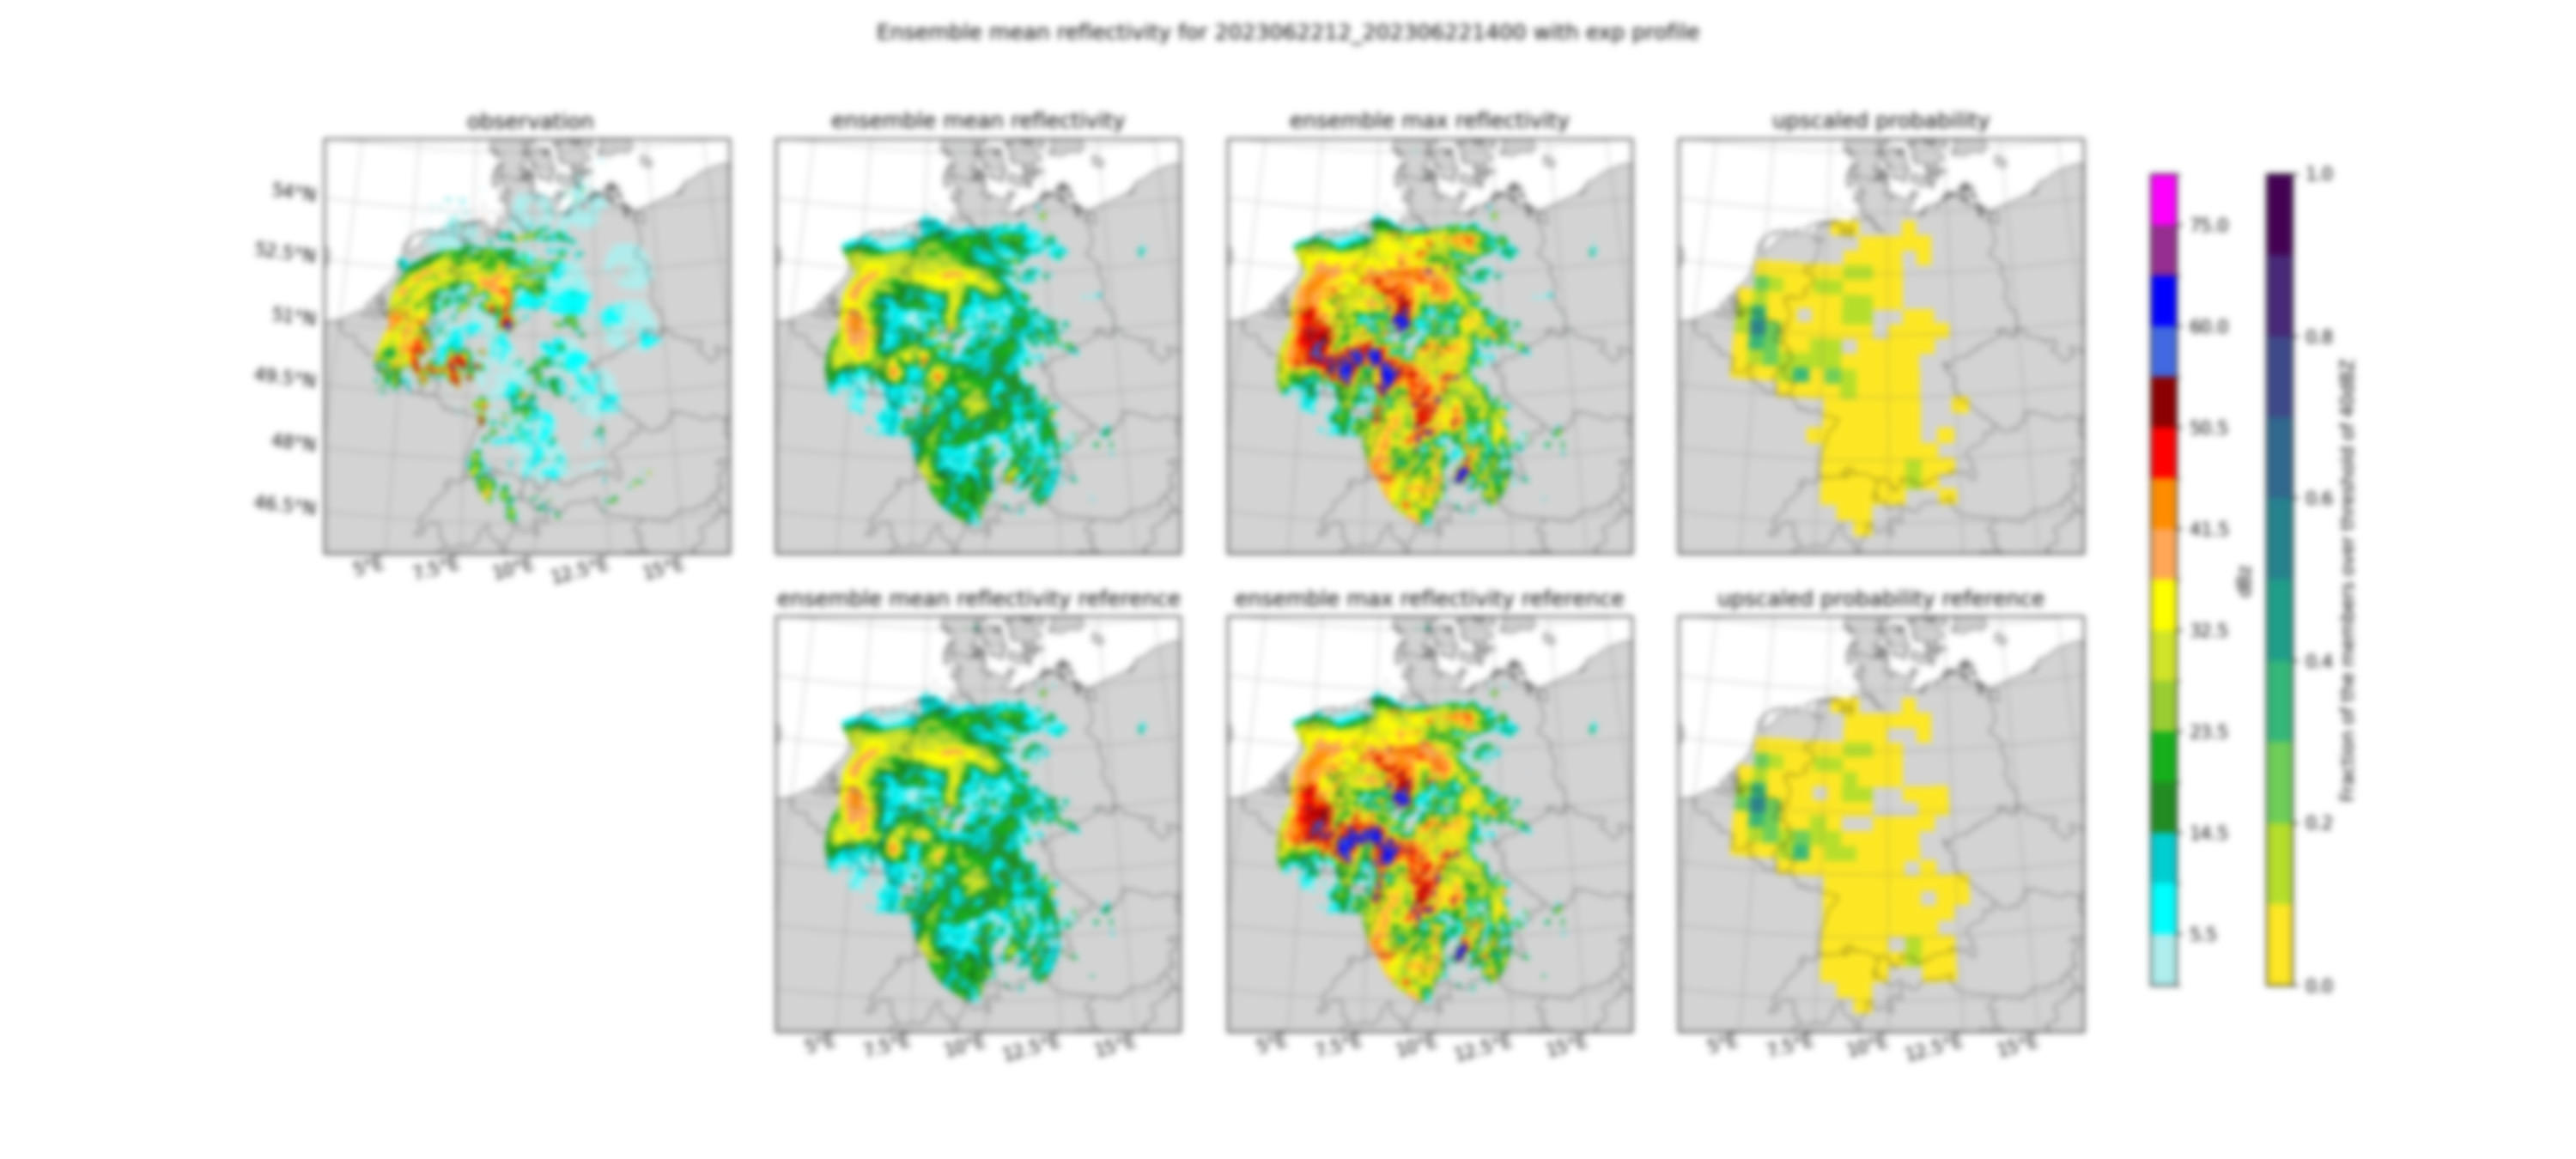 Ensemble mean reflectivity for 2023062212_202306221400 with exp profile
observation
ensemble mean reflectivity
ensemble max reflectivity
upscaled probability
54°N
52.5°N
51°N
49.5°N
48°N
46.5°N
5°E
7.5°E
10°E
12.5°E
15°E
ensemble mean reflectivity reference
ensemble max reflectivity reference
upscaled probability reference
5°E
7.5°E
10°E
12.5°E
15°E
5°E
7.5°E
10°E
12.5°E
15°E
5°E
7.5°E
10°E
12.5°E
15°E
75.0
60.0
50.5
41.5
32.5
23.5
14.5
5.5
dBz
1.0
0.8
0.6
0.4
0.2
0.0
Fraction of the members over threshold of 40dBZ